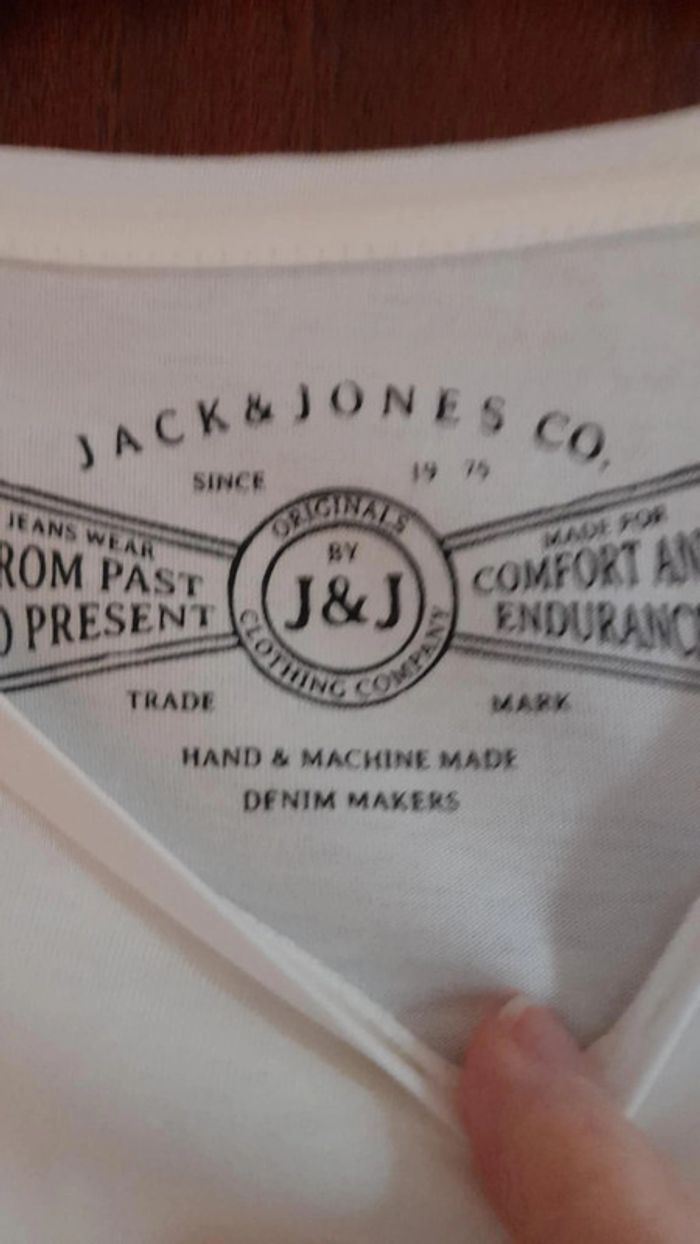 JACK & JONES CO.
SINCE 19 75
ORIGINALS
BY
J&J
CLOTHING COMPANY
JEANS WEAR
ROM PAST
O PRESENT
MADE FOR
COMFORT AN
ENDURANC
TRADE MARK
HAND & MACHINE MADE
DENIM MAKERS